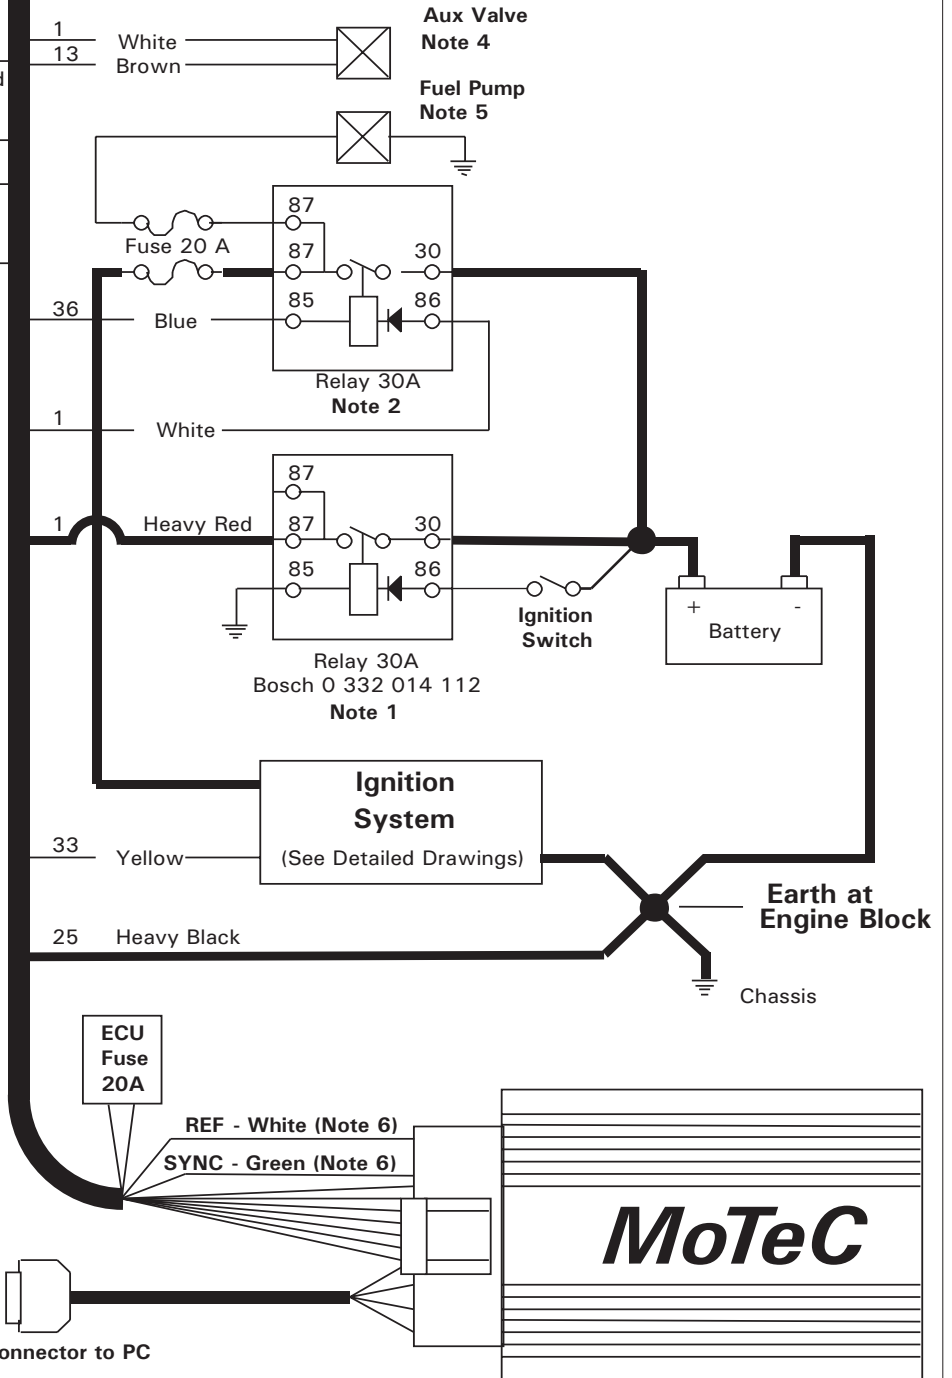 Aux Valve
1 White Note 4
13 Brown
d
Fuel Pump
Note 5
87
Fuse 20 A 87 30
36 Blue 85 86
Relay 30A
Note 2
1 White
87
1 Heavy Red 87 30
85 86
+ -
Battery
Ignition
Switch
Relay 30A
Bosch 0 332 014 112
Note 1
Ignition
System
33 Yellow (See Detailed Drawings)
Earth at
Engine Block
25 Heavy Black
Chassis
ECU
Fuse
20A
REF - White (Note 6)
SYNC - Green (Note 6)
MoTeC
onnector to PC